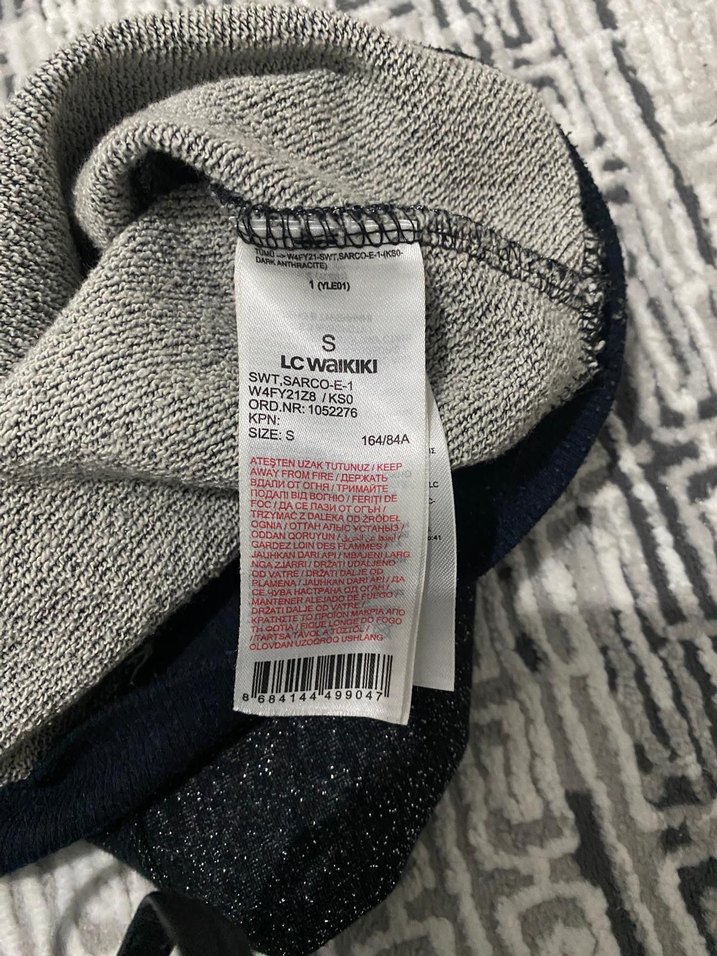 TUMU --> W4FY21-SWT,SARCO-E-1-(KS0-
DARK ANTHRACITE)
1 (YLE01)
S
LC WAIKIKI
SWT,SARCO-E-1
W4FY21Z8 / KS0
ORD.NR: 1052276
KPN:
SIZE: S 164/84A
ATEŞTEN UZAK TUTUNUZ / KEEP
AWAY FROM FIRE / ДЕРЖАТЬ
ВДАЛИ ОТ ОГНЯ / ТРИМАЙТЕ
ПОДАЛІ ВІД ВОГНЮ / FERIȚI DE
FOC / ДА СЕ ПАЗИ ОТ ОГЪН /
TRZYMAĆ Z DALEKA OD ŹRÓDEŁ
OGNIA / ОТТАН АЛЫС ҰСТАНЫЗ /
ODDAN QORUYUN /
GARDEZ LOIN DES FLAMMES /
JAUHKAN DARI API / MBAJENI LARG
NGA ZJARRI / DRŽATI UDALJENO
OD VATRE / DRŽATI DALJE OD
PLAMENA / JAUHKAN DARI API / ДА
СЕ ЧУВА НАСТРАНА ОД ОГАН /
MANTENER ALEJADO DE FUEGO /
DRŽATI DALJE OD VATRE /
ΚΡΑΤΗΣΤΕ ΤΟ ΠΡΟΪΟΝ ΜΑΚΡΙΑ ΑΠΟ
ΤΗ ΦΩΤΙΑ / FIQUE LONGE DO FOGO
/ TARTSA TÁVOL A TŰZTŐL /
OLOVDAN UZOQROQ USHLANG
8 684144 499047
IZ
LC
C-
:41